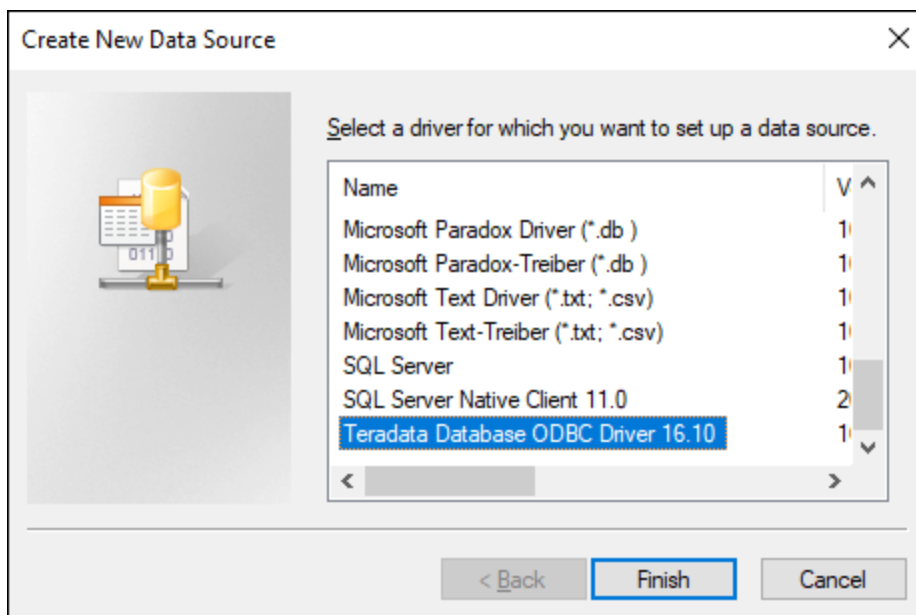 Create New Data Source
Select a driver for which you want to set up a data source.
Name
Microsoft Paradox Driver (*.db )
Microsoft Paradox-Treiber (*.db )
Microsoft Text Driver (*.txt; *.csv)
Microsoft Text-Treiber (*.txt; *.csv)
SQL Server
SQL Server Native Client 11.0
Teradata Database ODBC Driver 16.10
< Back
Finish
Cancel